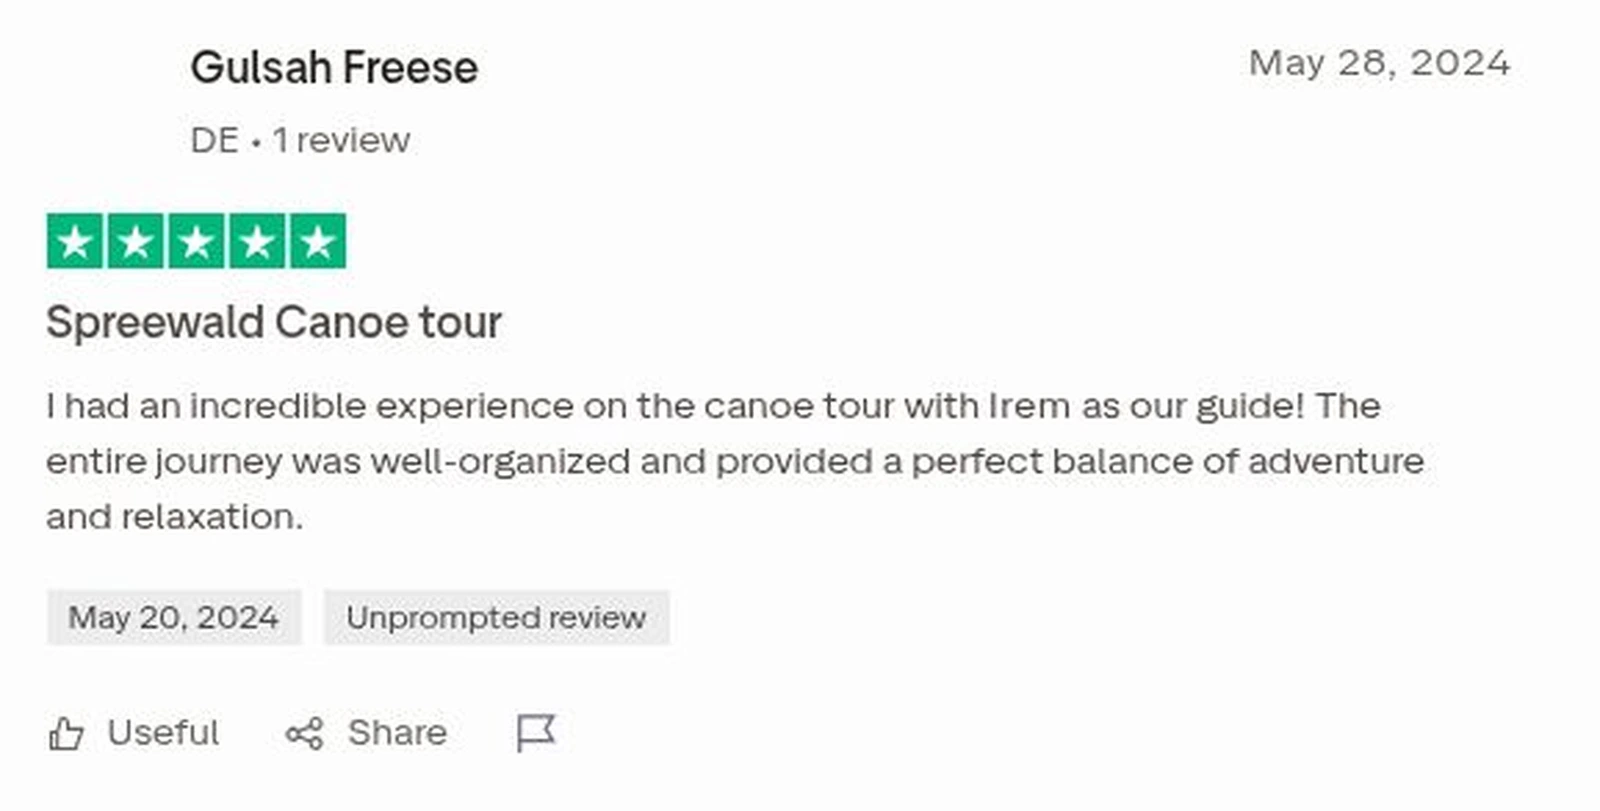 Gulsah Freese
May 28, 2024
DE • 1 review
Spreewald Canoe tour
I had an incredible experience on the canoe tour with Irem as our guide! The
entire journey was well-organized and provided a perfect balance of adventure
and relaxation.
May 20, 2024
Unprompted review
Useful
Share